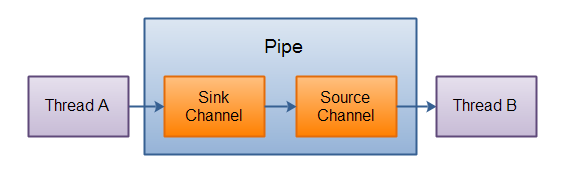 Pipe
Thread A
Sink
Channel
Source
Channel
Thread B